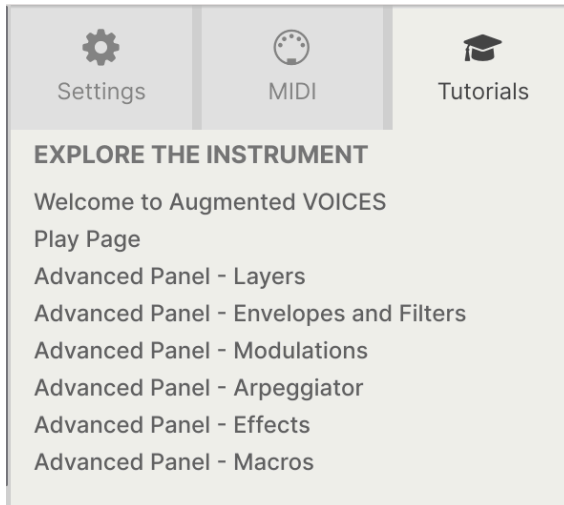 Settings
MIDI
Tutorials
EXPLORE THE INSTRUMENT
Welcome to Augmented VOICES
Play Page
Advanced Panel - Layers
Advanced Panel - Envelopes and Filters
Advanced Panel - Modulations
Advanced Panel - Arpeggiator
Advanced Panel - Effects
Advanced Panel - Macros